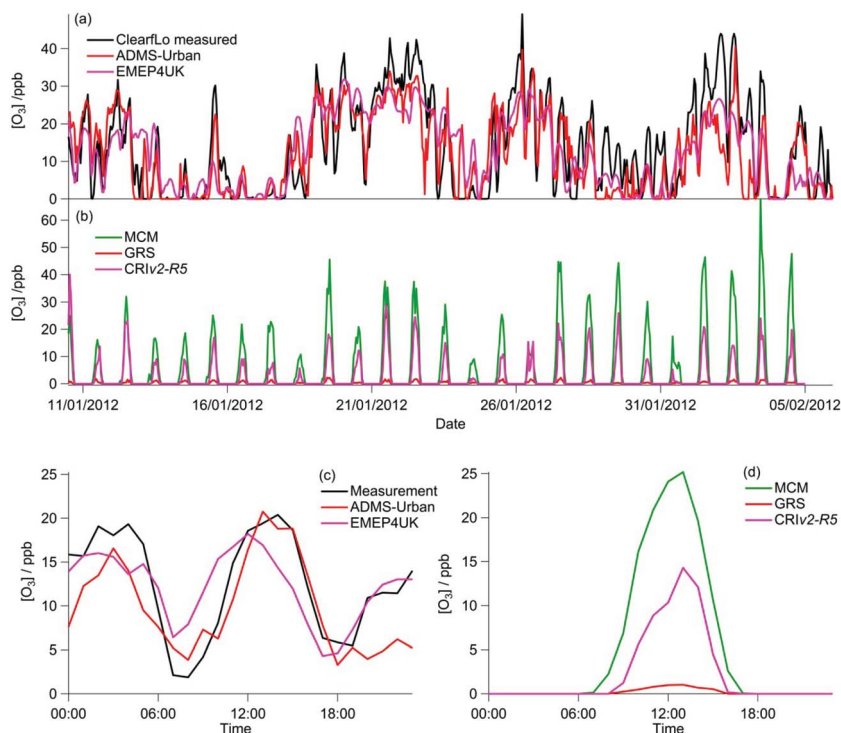 (a)
ClearfLo measured
ADMS-Urban
EMEP4UK
[O₃] /ppb
40
30
20
10
0
(b)
MCM
GRS
CRIv2-R5
[O₃] /ppb
60
50
40
30
20
10
0
11/01/2012 16/01/2012 21/01/2012 26/01/2012 31/01/2012 05/02/2012
Date
(c)
Measurement
ADMS-Urban
EMEP4UK
[O₃] / ppb
25
20
15
10
5
0
00:00 06:00 12:00 18:00
Time
(d)
MCM
GRS
CRIv2-R5
[O₃] / ppb
25
20
15
10
5
0
00:00 06:00 12:00 18:00
Time